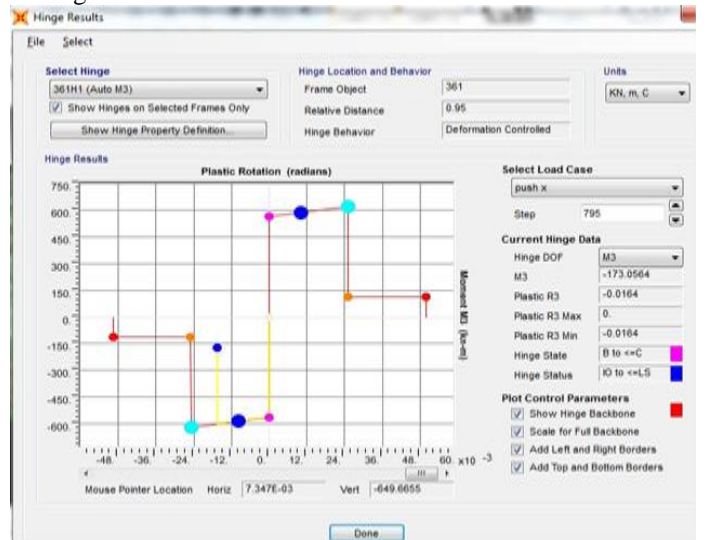 Hinge Results
File Select
Select Hinge
361H1 (Auto M3)
Show Hinges on Selected Frames Only
Show Hinge Property Definition...
Hinge Location and Behavior
Frame Object 361
Relative Distance 0.95
Hinge Behavior Deformation Controlled
Units
KN, m, C
Hinge Results
Plastic Rotation (radians)
750.
600.
450.
300.
150.
0.
-150.
-300.
-450.
-600.
-48. -36. -24. -12. 0. 12. 24. 36. 48. 60. x10 -3
Moment M3 (kn-m)
Mouse Pointer Location Horiz 7.347E-03 Vert -649.6655
Select Load Case
push x
Step 795
Current Hinge Data
Hinge DOF M3
M3 -173.0564
Plastic R3 -0.0164
Plastic R3 Max 0.
Plastic R3 Min -0.0164
Hinge State B to <=C
Hinge Status IO to <=LS
Plot Control Parameters
Show Hinge Backbone
Scale for Full Backbone
Add Left and Right Borders
Add Top and Bottom Borders
Done